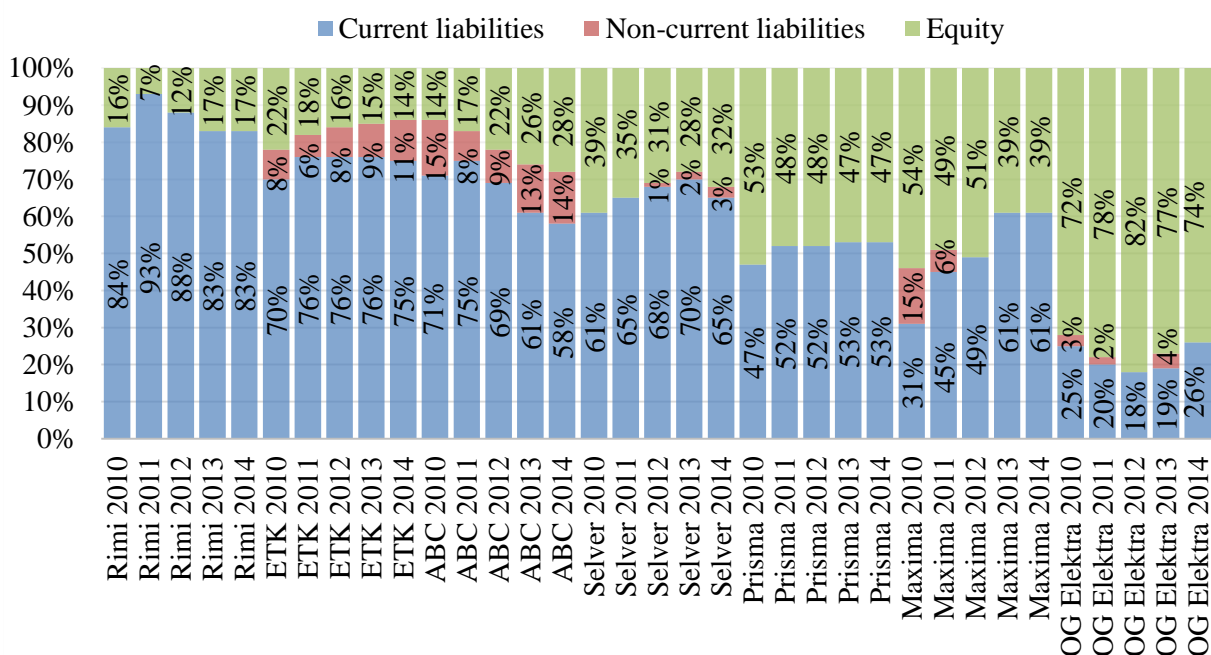 Current liabilities Non-current liabilities Equity
100%
90%
80%
70%
60%
50%
40%
30%
20%
10%
0%
16% 7% 12% 17% 17% 22% 18% 16% 15% 14% 14% 17% 22% 26% 28% 39% 35% 31% 28% 32% 53% 48% 48% 47% 47% 54% 49% 51% 39% 39% 72% 78% 82% 77% 74%
8% 6% 8% 9% 11% 15% 8% 9% 13% 14% 1% 2% 3% 15% 6% 3% 2% 4%
84% 93% 88% 83% 83% 70% 76% 76% 76% 75% 71% 75% 69% 61% 58% 61% 65% 68% 70% 65% 47% 52% 52% 53% 53% 31% 45% 49% 61% 61% 25% 20% 18% 19% 26%
Rimi 2010
Rimi 2011
Rimi 2012
Rimi 2013
Rimi 2014
ETK 2010
ETK 2011
ETK 2012
ETK 2013
ETK 2014
ABC 2010
ABC 2011
ABC 2012
ABC 2013
ABC 2014
Selver 2010
Selver 2011
Selver 2012
Selver 2013
Selver 2014
Prisma 2010
Prisma 2011
Prisma 2012
Prisma 2013
Prisma 2014
Maxima 2010
Maxima 2011
Maxima 2012
Maxima 2013
Maxima 2014
OG Elektra 2010
OG Elektra 2011
OG Elektra 2012
OG Elektra 2013
OG Elektra 2014